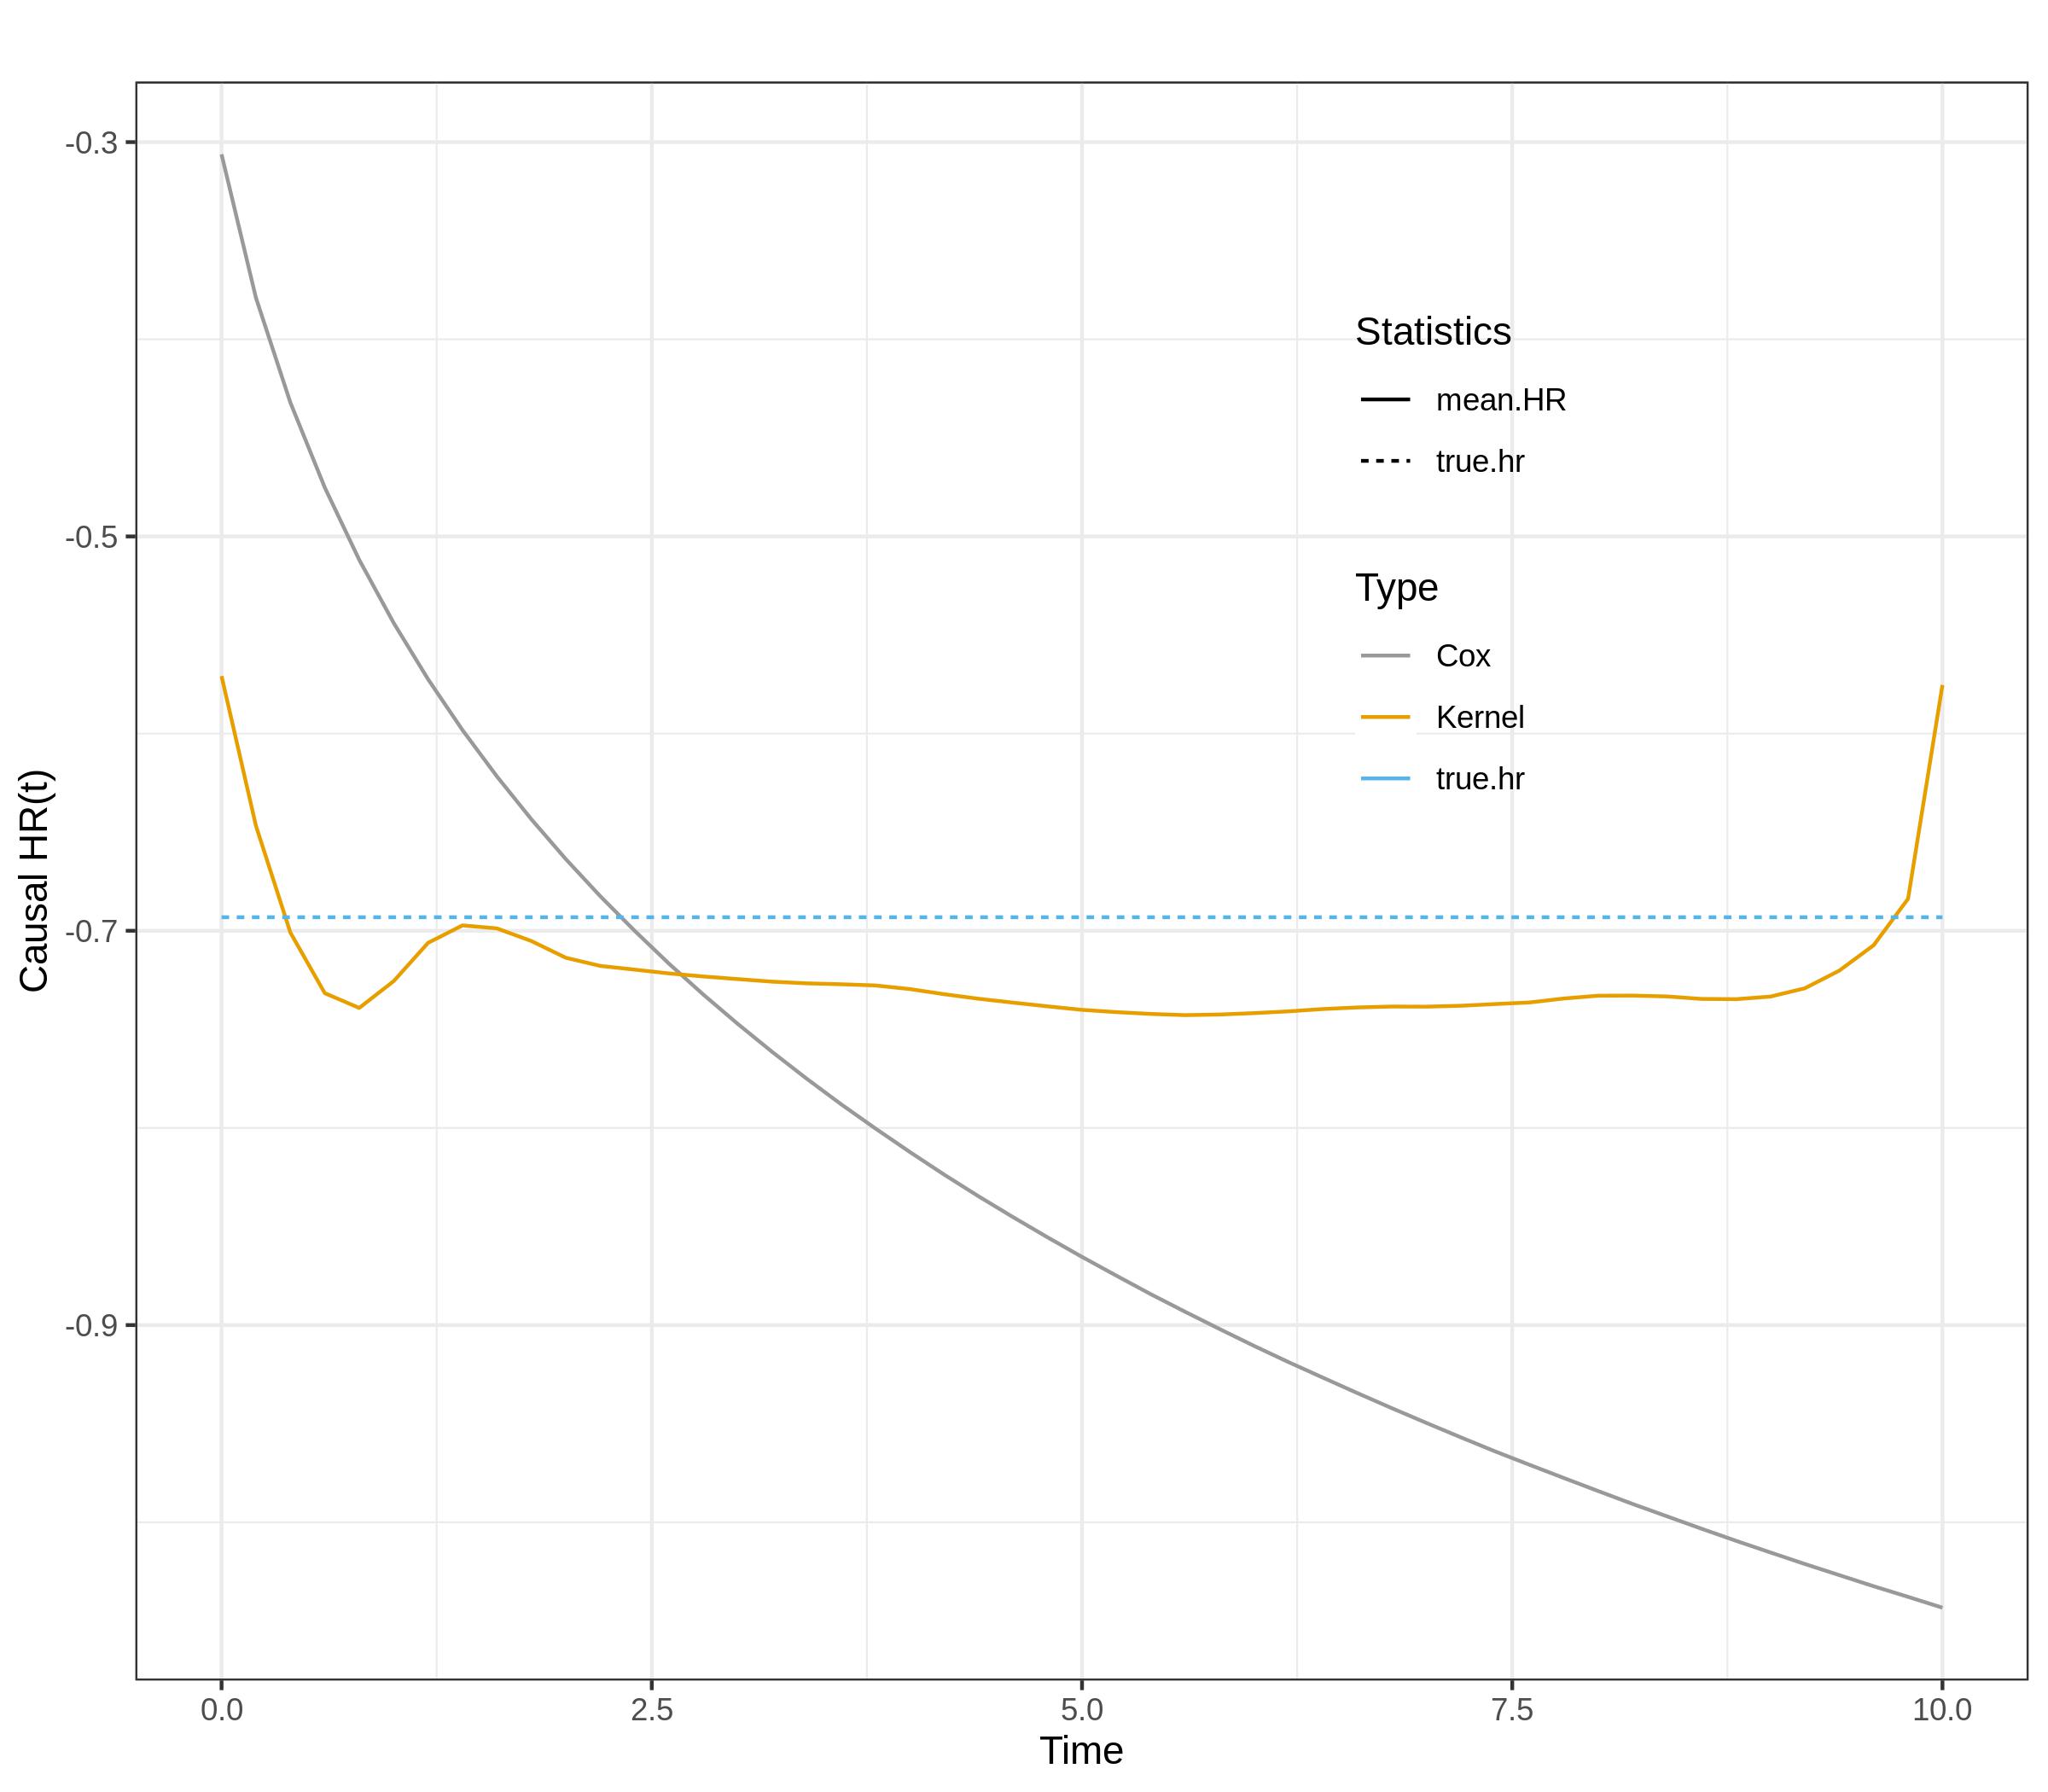 -0.3
-0.5
-0.7
-0.9
Causal HR(t)
Statistics
mean.HR
true.hr
Type
Cox
Kernel
true.hr
0.0 2.5 5.0 7.5 10.0
Time